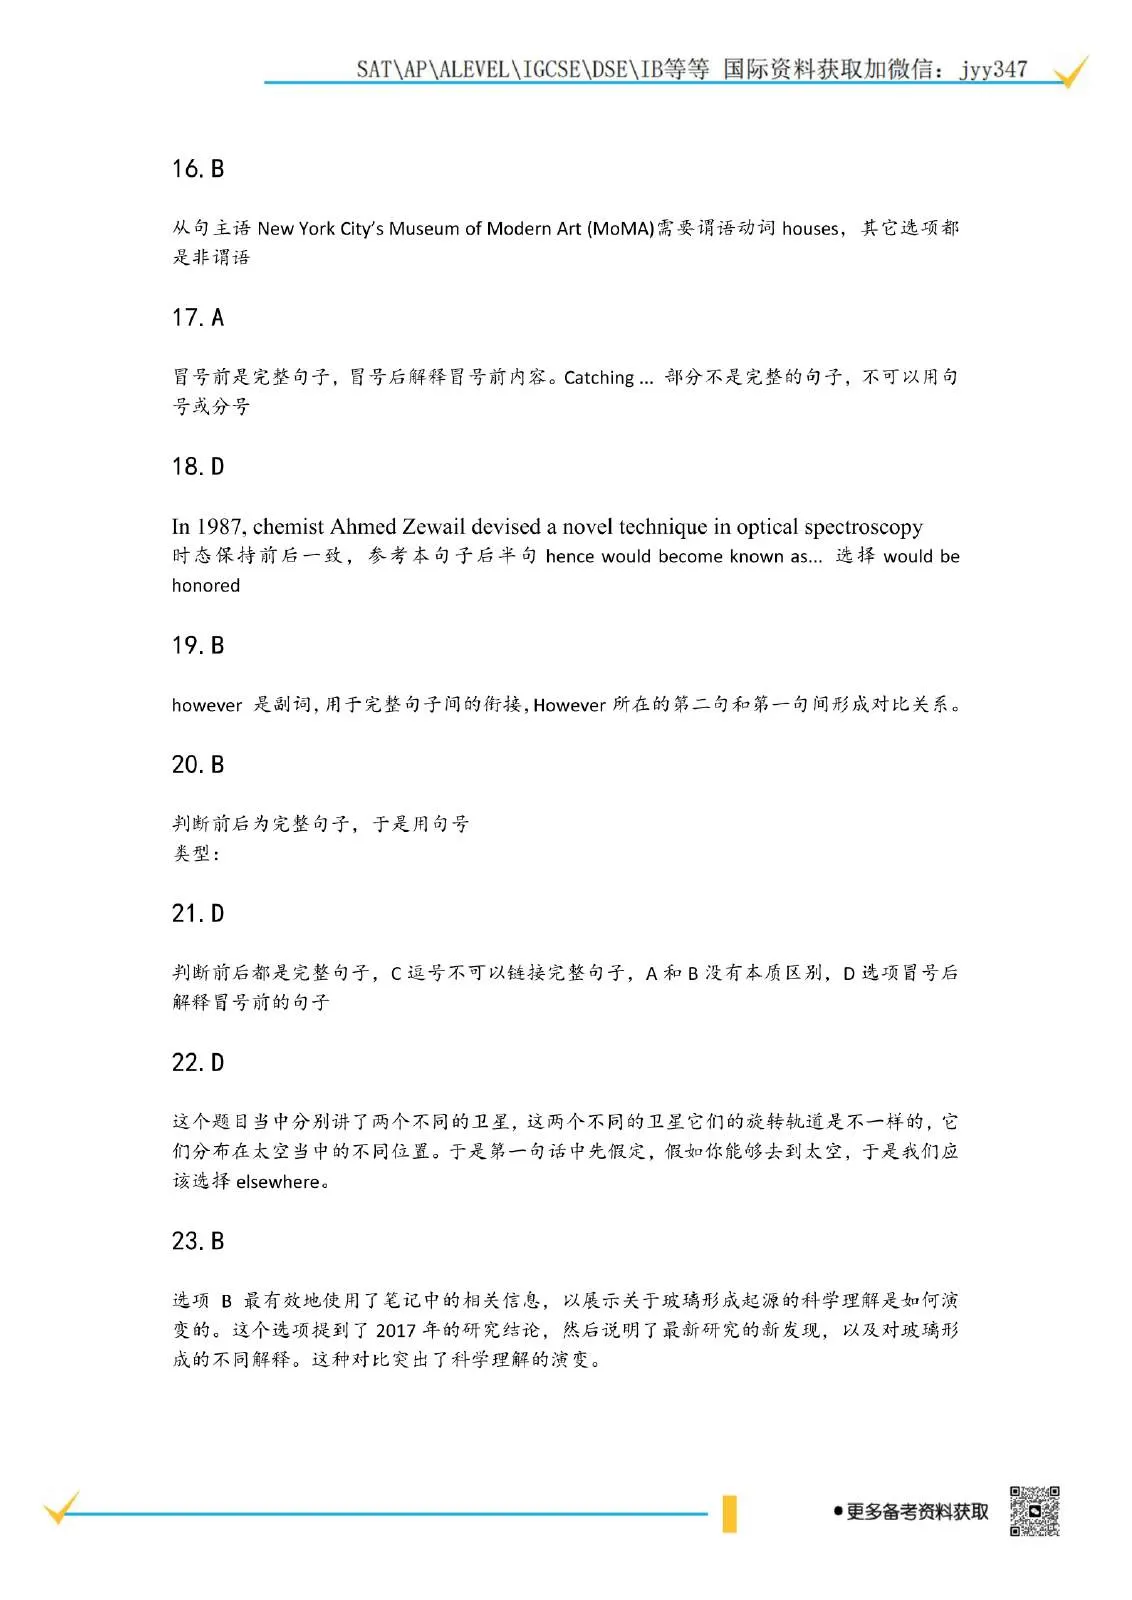 SAT\AP\ALEVEL\IGCSE\DSE\IB等等 国际资料获取加微信：jyy347
16. B
从句主语 New York City’s Museum of Modern Art (MoMA)需要谓语动词 houses，其它选项都
是非谓语
17. A
冒号前是完整句子，冒号后解释冒号前内容。Catching ... 部分不是完整的句子，不可以用句
号或分号
18. D
In 1987, chemist Ahmed Zewail devised a novel technique in optical spectroscopy
时态保持前后一致，参考本句子后半句 hence would become known as... 选择 would be
honored
19. B
however 是副词，用于完整句子间的衔接，However 所在的第二句和第一句间形成对比关系。
20. B
判断前后为完整句子，于是用句号
类型：
21. D
判断前后都是完整句子，C 逗号不可以链接完整句子，A 和 B 没有本质区别，D 选项冒号后
解释冒号前的句子
22. D
这个题目当中分别讲了两个不同的卫星，这两个不同的卫星它们的旋转轨道是不一样的，它
们分布在太空当中的不同位置。于是第一句话中先假定，假如你能够去到太空，于是我们应
该选择 elsewhere。
23. B
选项 B 最有效地使用了笔记中的相关信息，以展示关于玻璃形成起源的科学理解是如何演
变的。这个选项提到了 2017 年的研究结论，然后说明了最新研究的新发现，以及对玻璃形
成的不同解释。这种对比突出了科学理解的演变。
●更多备考资料获取